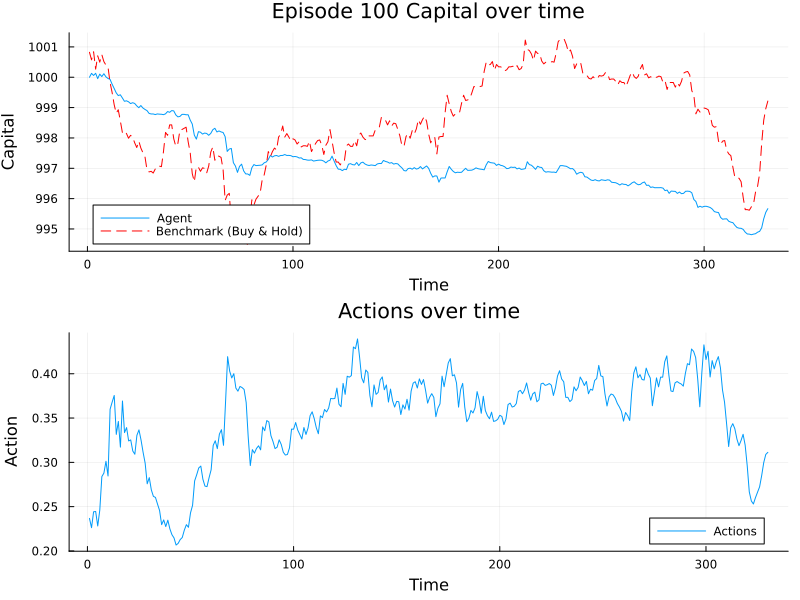 Episode 100 Capital over time
1001
1000
999
998
997
996
995
Capital
Agent
Benchmark (Buy & Hold)
0 100 200 300
Time
Actions over time
0.40
0.35
0.30
0.25
0.20
Action
Actions
0 100 200 300
Time